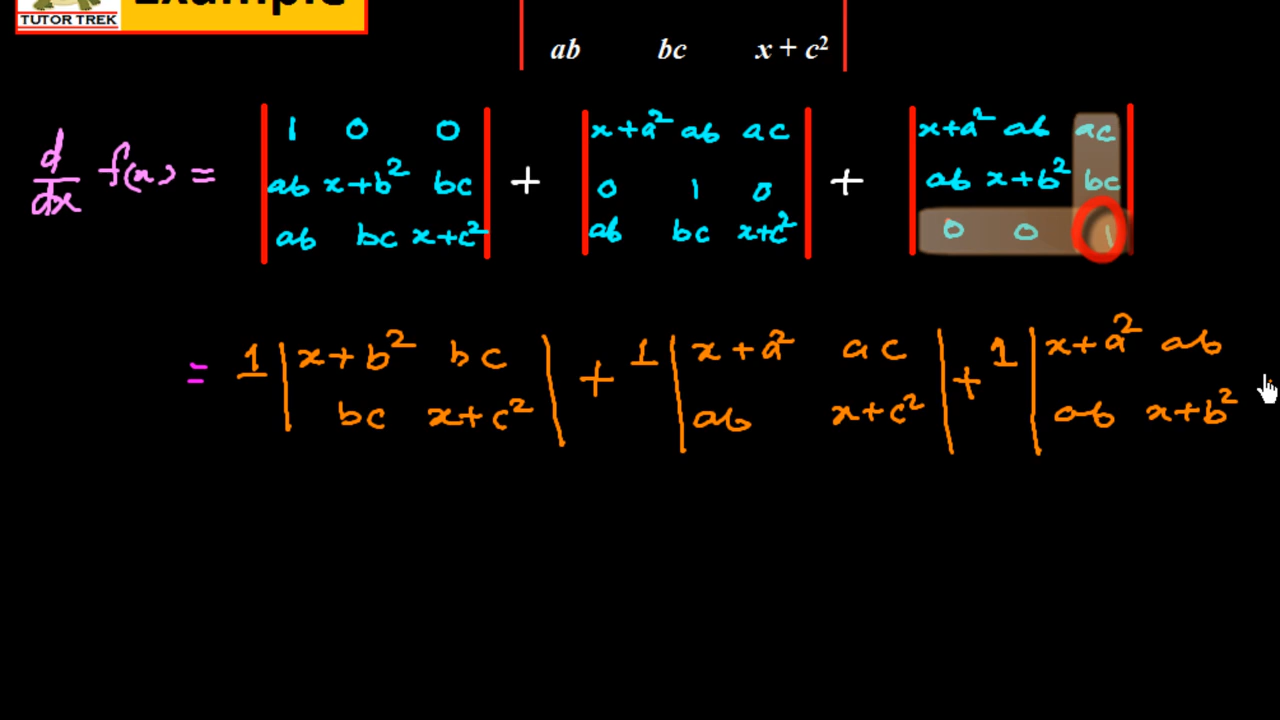 Example
TUTOR TREK
ab bc x + c²
d/dx f(x) = | 1 0 0 | + | x+a² ab ac | + | x+a² ab ac |
| ab x+b² bc | | 0 1 0 | | ab x+b² bc |
| ab bc x+c² | | ab bc x+c² | | 0 0 1 |
= 1 | x+b² bc | + 1 | x+a² ac | + 1 | x+a² ab
| bc x+c² | | ab x+c² | | ab x+b²